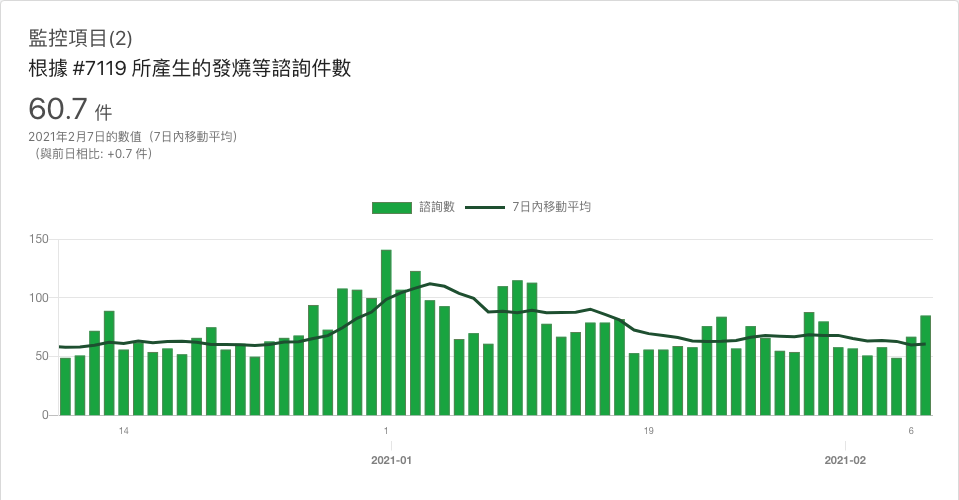 監控項目(2)
根據 #7119 所產生的發燒等諮詢件數
60.7 件
2021年2月7日的數值（7日內移動平均）
（與前日相比: +0.7 件）
諮詢數 7日內移動平均
150
100
50
0
14 1 19 6
2021-01 2021-02